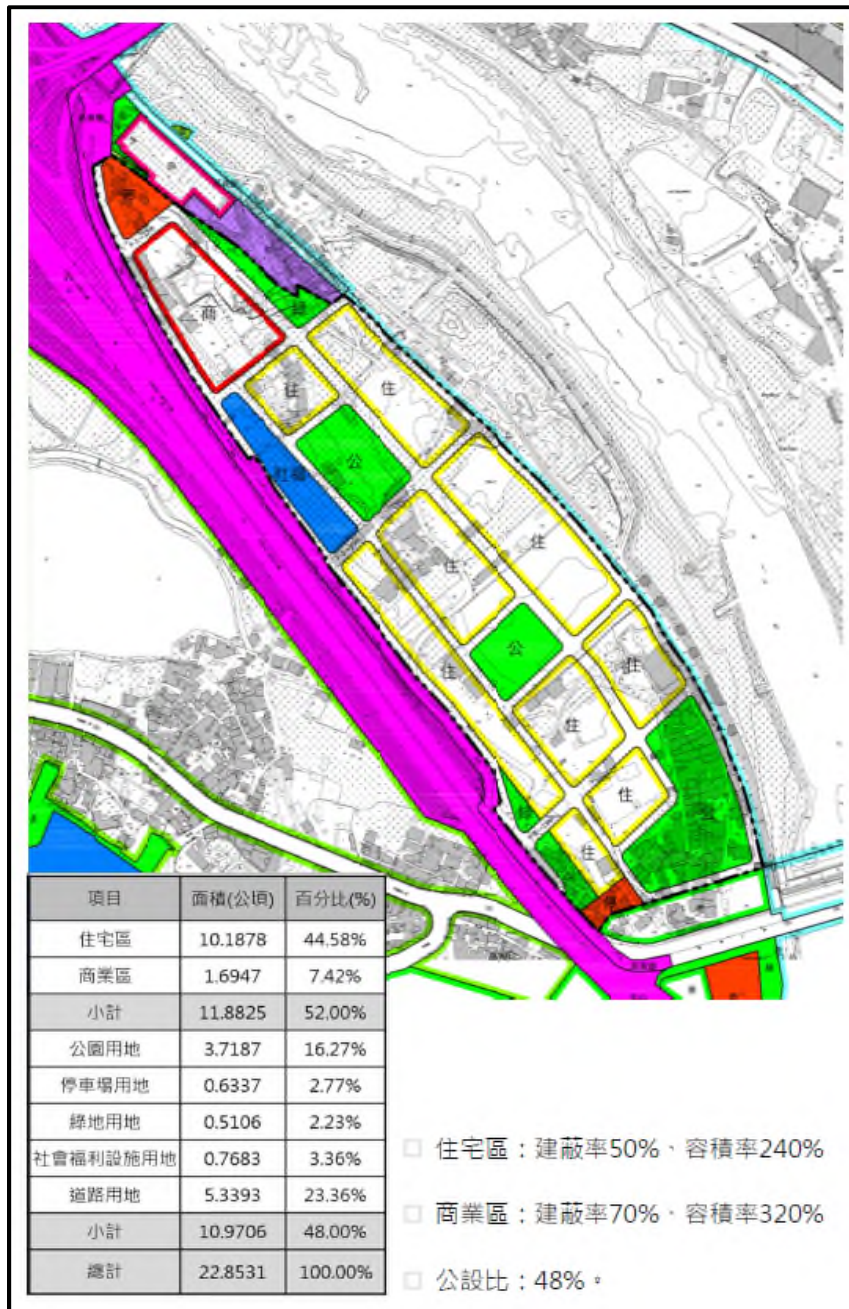 商
綠
住
住
公
社福
住
住
公
住
住
住
住
公
綠
住
項目 面積(公頃) 百分比(%)
住宅區 10.1878 44.58%
商業區 1.6947 7.42%
小計 11.8825 52.00%
公園用地 3.7187 16.27%
停車場用地 0.6337 2.77%
綠地用地 0.5106 2.23%
社會福利設施用地 0.7683 3.36%
道路用地 5.3393 23.36%
小計 10.9706 48.00%
總計 22.8531 100.00%
□ 住宅區：建蔽率50%、容積率240%
□ 商業區：建蔽率70%、容積率320%
□ 公設比：48%。